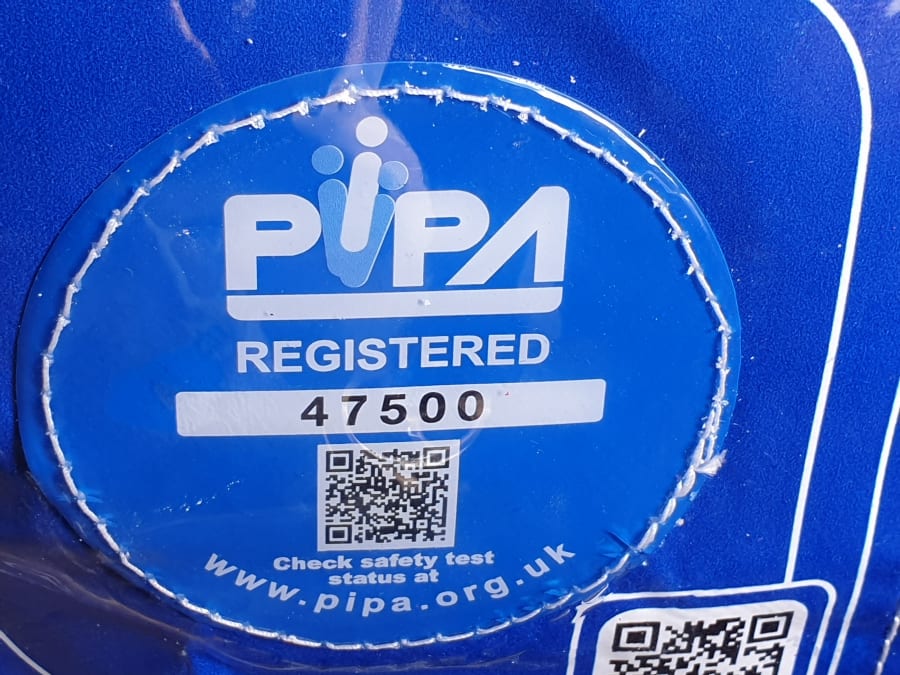 PiPA
REGISTERED
47500
Check safety test
status at
www.pipa.org.uk